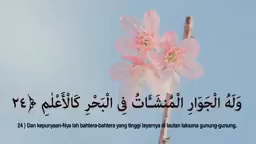 وَلَهُ الْجَوَارِ الْمُنشَـَٔاتُ فِى الْبَحْرِ كَالْأَعْلَٰمِ ﴿٢٤
24 ) Dan kepunyaan-Nya lah bahtera-bahtera yang tinggi layarnya di lautan laksana gunung-gunung.